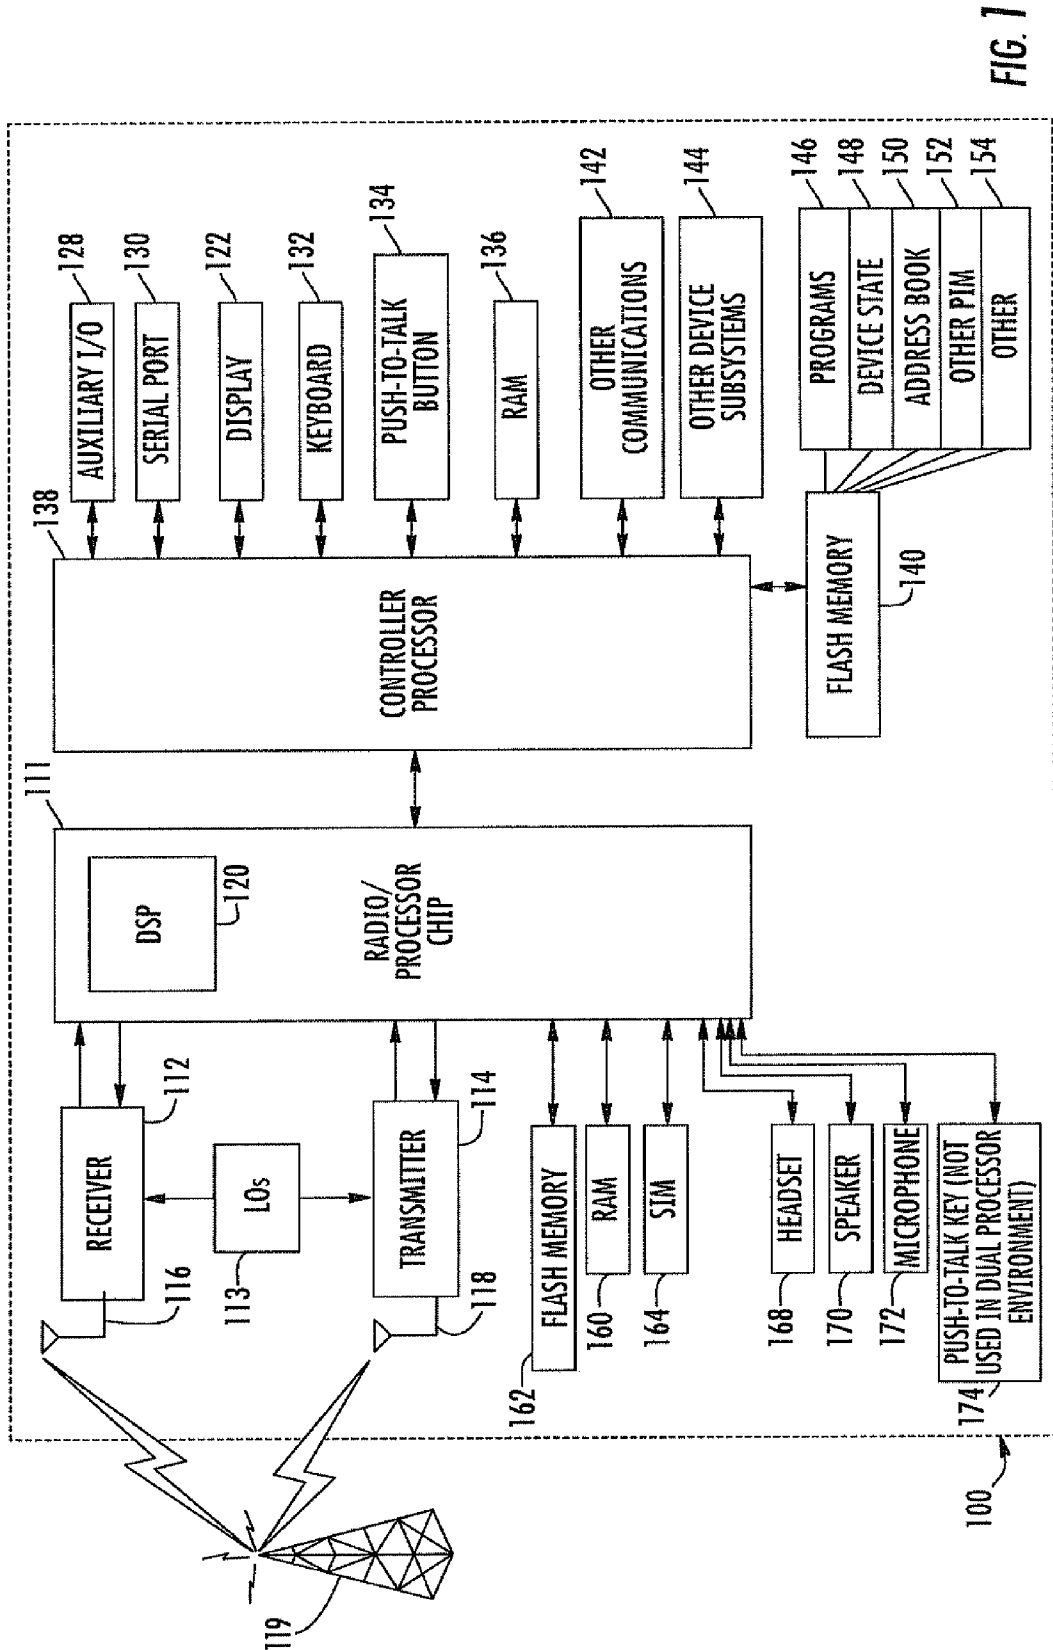 FIG. 1
100
119
116
118
RECEIVER
112
LOs
113
TRANSMITTER
114
FLASH MEMORY
162
RAM
160
SIM
164
HEADSET
168
SPEAKER
170
MICROPHONE
172
PUSH-TO-TALK KEY (NOT
USED IN DUAL PROCESSOR
ENVIRONMENT)
174
111
DSP
120
RADIO/
PROCESSOR
CHIP
138
CONTROLLER
PROCESSOR
AUXILIARY I/O
128
SERIAL PORT
130
DISPLAY
122
KEYBOARD
132
PUSH-TO-TALK
BUTTON
134
RAM
136
OTHER
COMMUNICATIONS
142
OTHER DEVICE
SUBSYSTEMS
144
FLASH MEMORY
140
PROGRAMS
146
DEVICE STATE
148
ADDRESS BOOK
150
OTHER PIM
152
OTHER
154